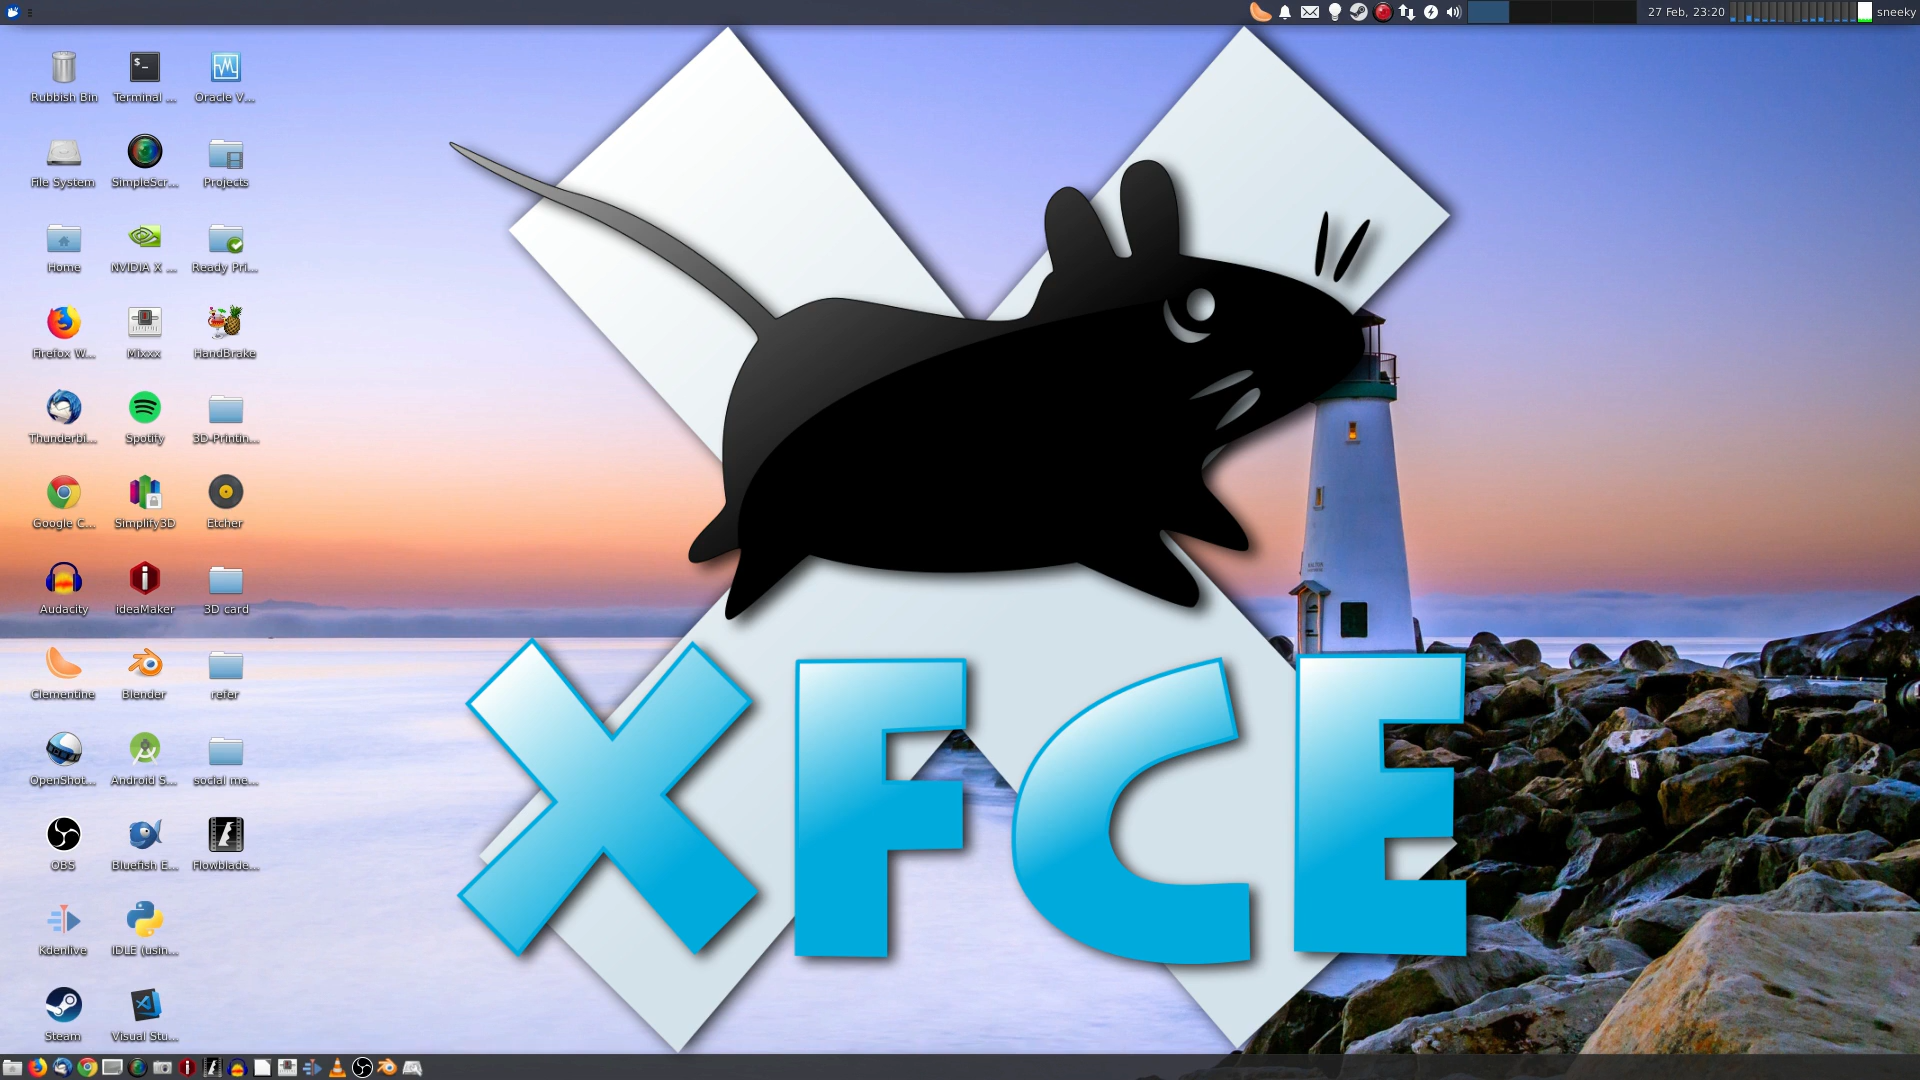 27 Feb, 23:20
sneeky
Rubbish Bin
Terminal ...
Oracle V...
File System
SimpleScr...
Projects
Home
NVIDIA X ...
Ready Pri...
Firefox W...
Mixxx
HandBrake
Thunderbi...
Spotify
3D-Printin...
Google C...
Simplify3D
Etcher
Audacity
ideaMaker
3D card
Clementine
Blender
refer
OpenShot...
Android S...
social me...
OBS
Bluefish E...
Flowblade...
Kdenlive
IDLE (usin...
Steam
Visual Stu...
XFCE